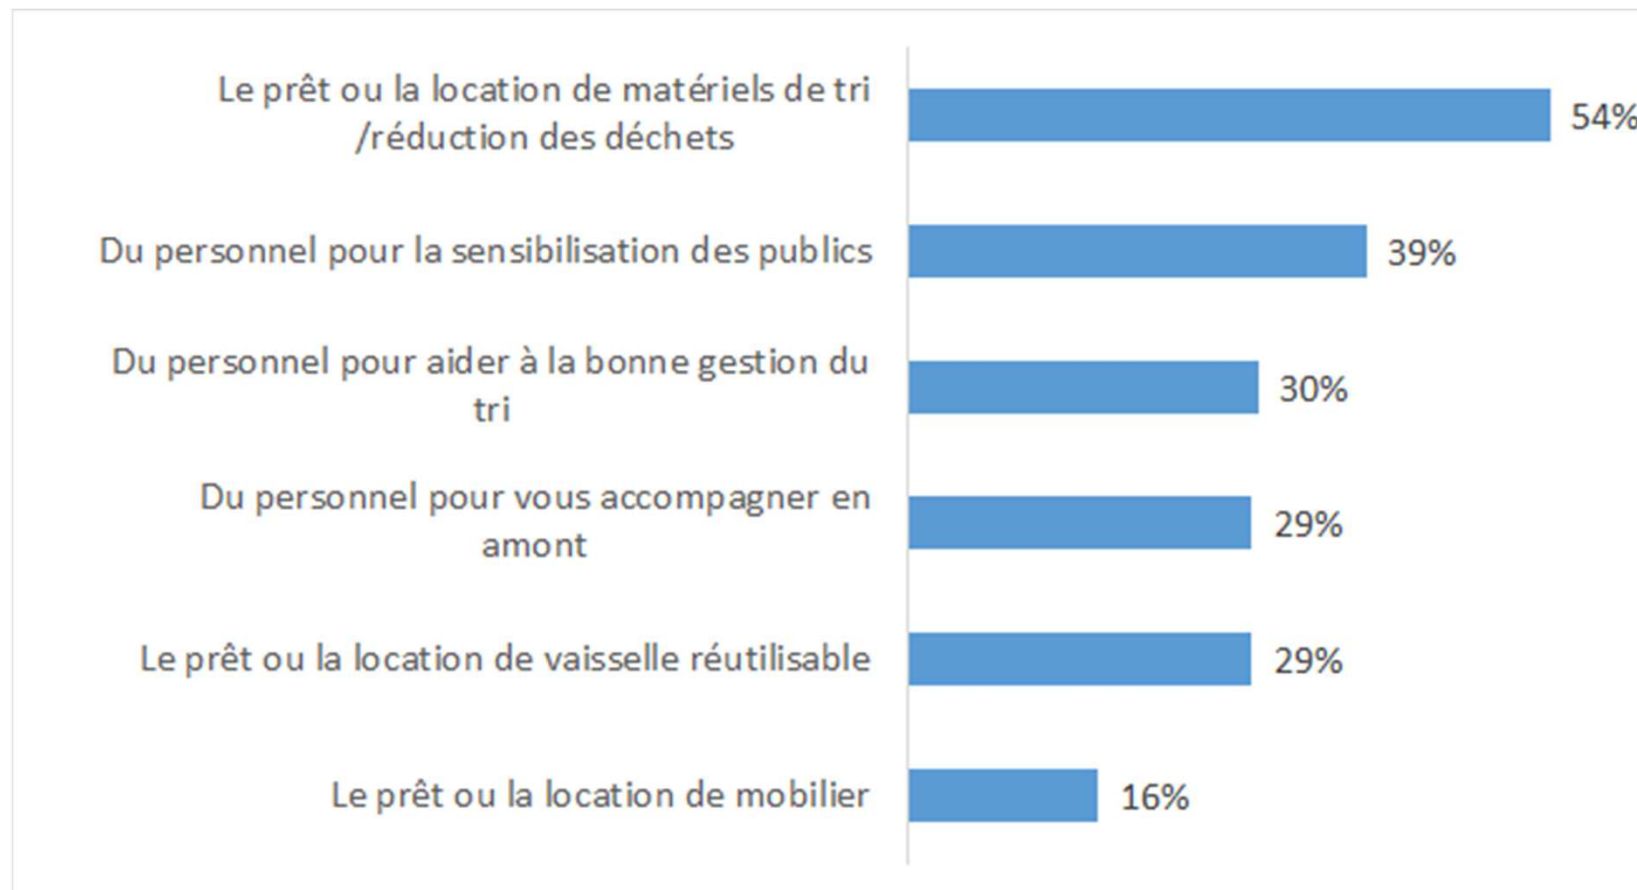 Le prêt ou la location de matériels de tri
/réduction des déchets
54%
Du personnel pour la sensibilisation des publics
39%
Du personnel pour aider à la bonne gestion du
tri
30%
Du personnel pour vous accompagner en
amont
29%
Le prêt ou la location de vaisselle réutilisable
29%
Le prêt ou la location de mobilier
16%